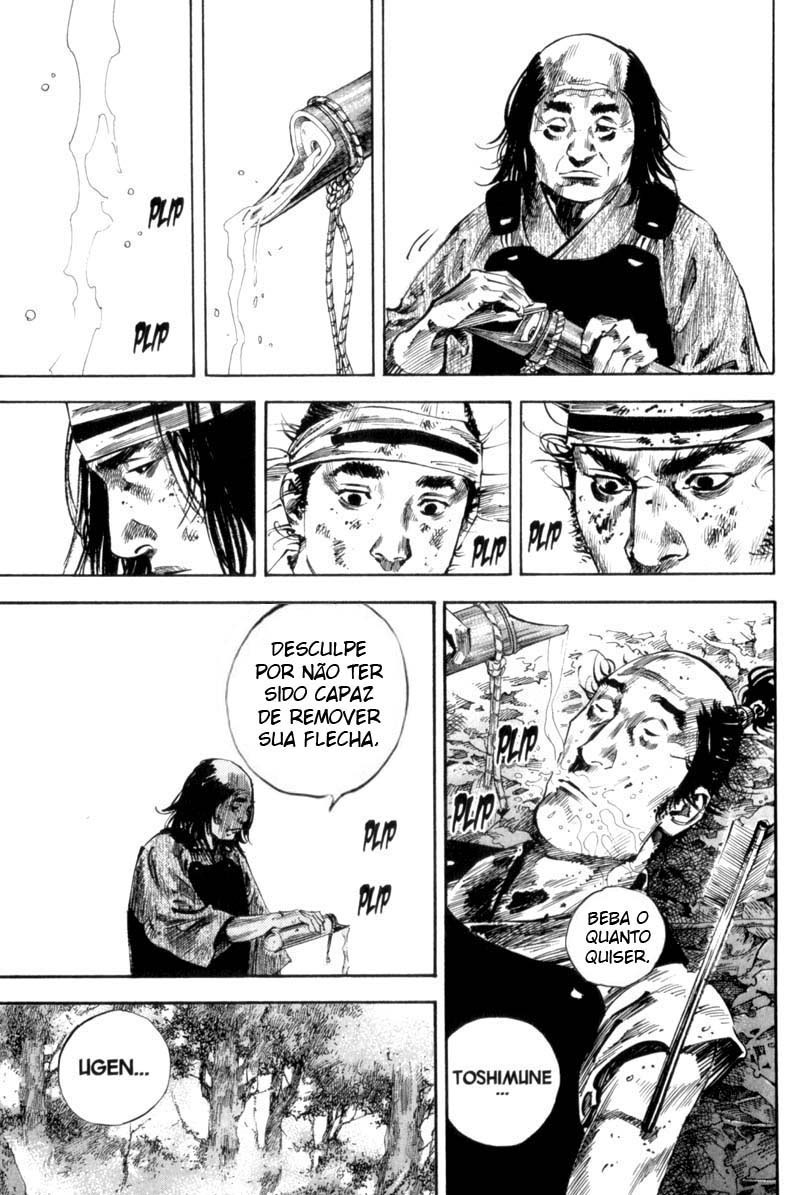 PLIP
PLIP
PLIP
PLIP
PLIP
PLIP
PLIP
BEBA O
QUANTO
QUISER.
TOSHIMUNE
...
DESCULPE
POR NÃO TER
SIDO CAPAZ
DE REMOVER
SUA FLECHA.
PLIP
PLIP
UGEN...